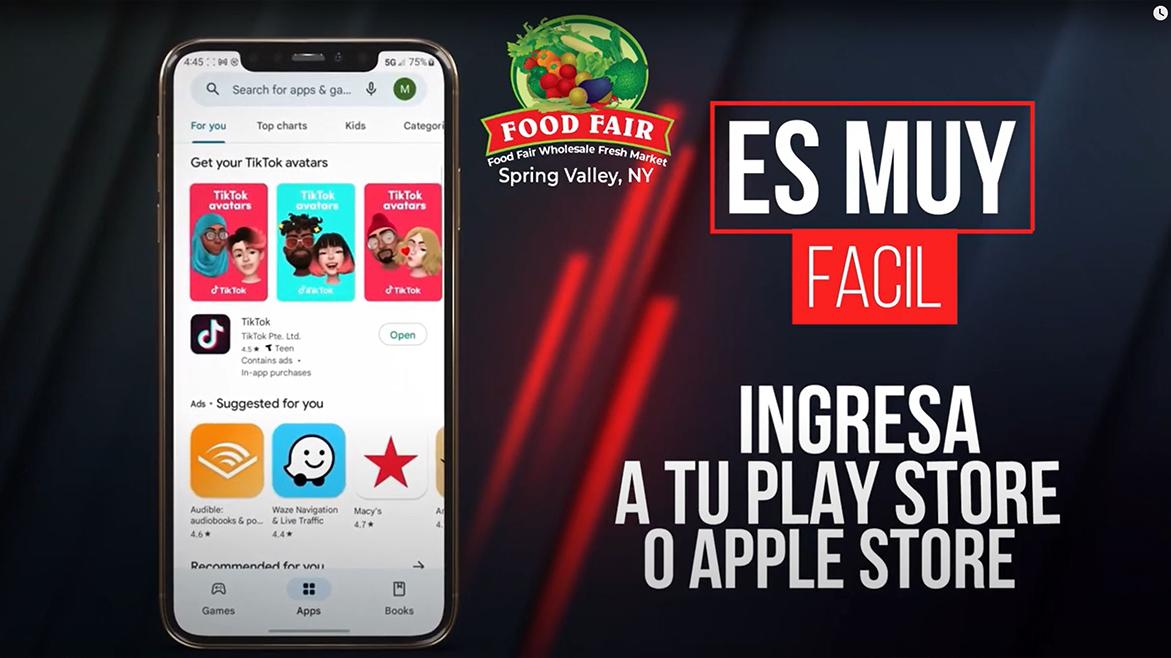 4:45
5G
75%
Search for apps & ga...
M
For you
Top charts
Kids
Categori
Get your TikTok avatars
TikTok
avatars
TikTok
avatars
TikTok
avatars
TikTok
TikTok
TikTok
TikTok
TikTok Pte. Ltd.
4.5★ T Teen
Contains ads •
In-app purchases
Open
Ads • Suggested for you
Audible:
audiobooks & po...
4.6★
Waze Navigation
& Live Traffic
4.4★
Macy's
4.7★
Recommended for you
Games
Apps
Books
FOOD FAIR
Food Fair Wholesale Fresh Market
Spring Valley, NY
ES MUY
FACIL
INGRESA
A TU PLAY STORE
O APPLE STORE